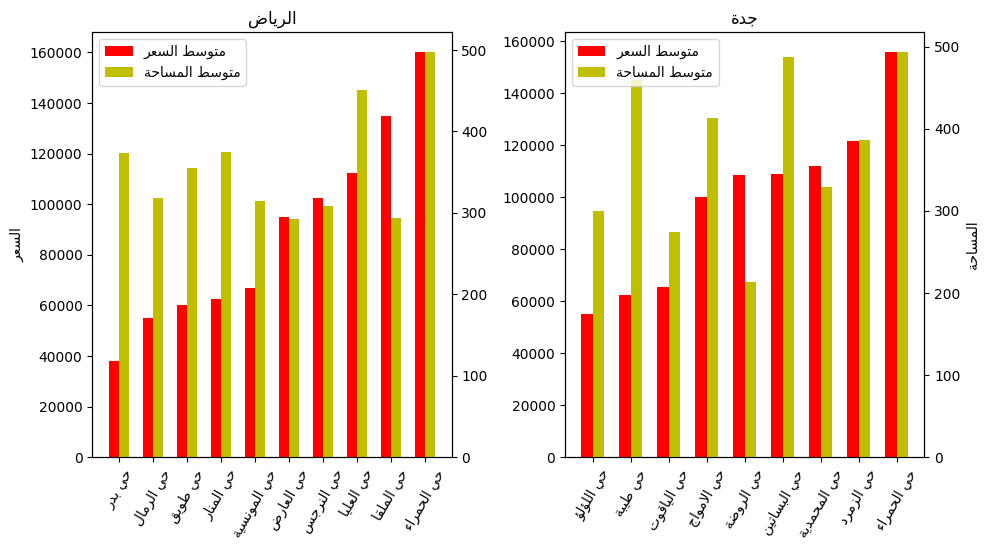 الرياض
متوسط السعر
متوسط المساحة
160000
140000
120000
100000
80000
60000
40000
20000
0
السعر
500
400
300
200
100
0
حي بدر
حي الرمال
حي طويق
حي المنار
حي المونسية
حي العارض
حي النرجس
حي العليا
حي الملقا
حي الحمراء
جدة
متوسط السعر
متوسط المساحة
160000
140000
120000
100000
80000
60000
40000
20000
0
500
400
300
200
100
0
المساحة
حي اللؤلؤ
حي طيبة
حي الياقوت
حي الامواج
حي الروضة
حي البساتين
حي المحمدية
حي الزمرد
حي الحمراء